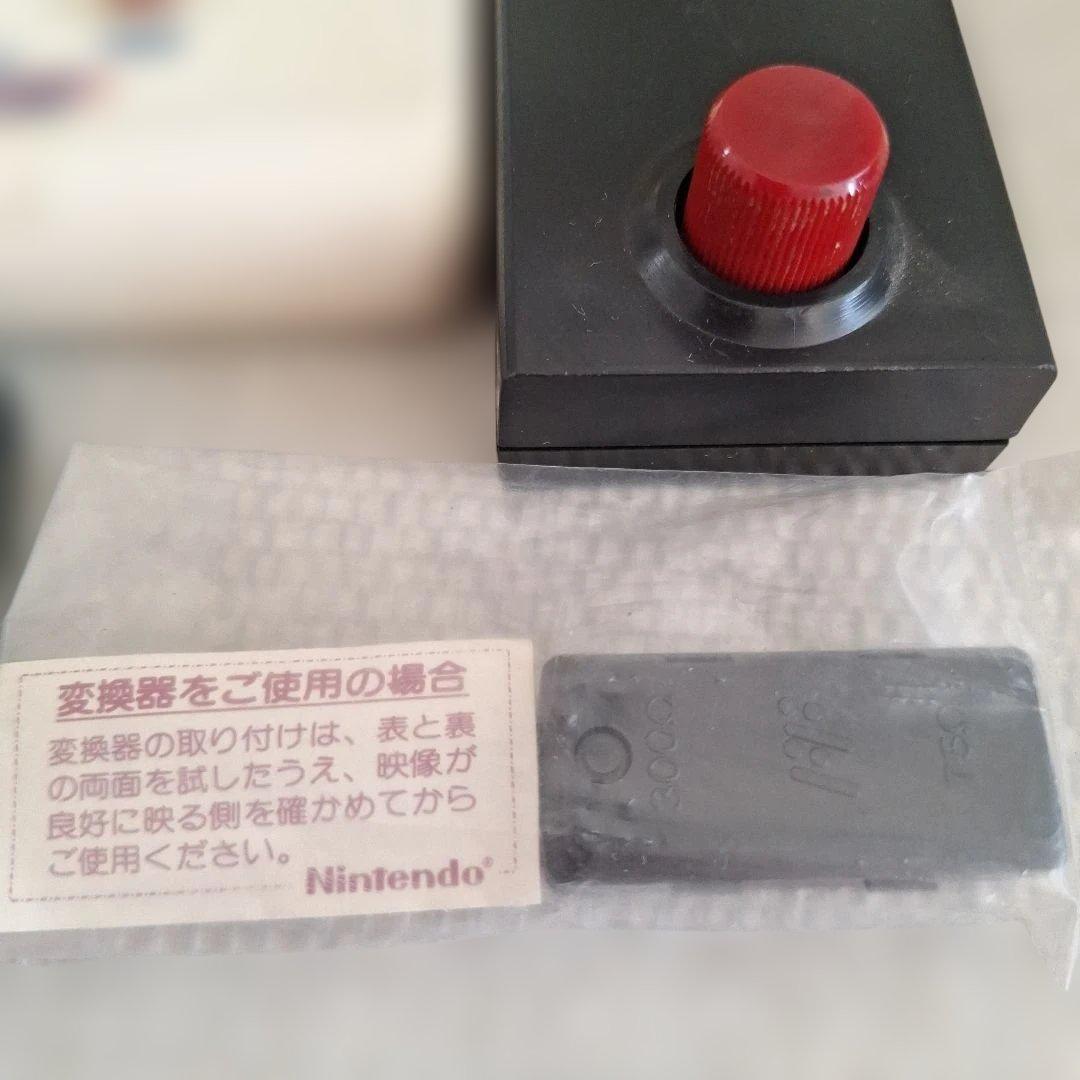 変換器をご使用の場合
変換器の取り付けは、表と裏
の両面を試したうえ、映像が
良好に映る側を確かめてから
ご使用ください。
Nintendo®
300Ω
75Ω